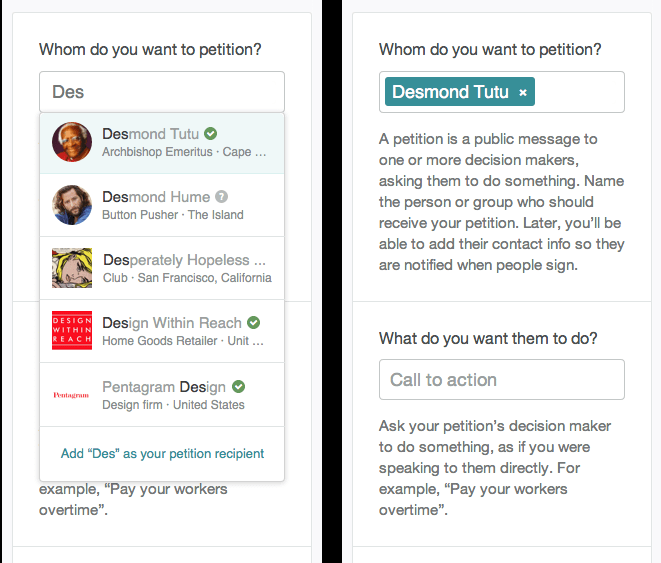 Whom do you want to petition?
Des
Desmond Tutu
Archbishop Emeritus · Cape ...
Desmond Hume ?
Button Pusher · The Island
Desperately Hopeless ...
Club · San Francisco, California
DESIGN
WITHIN
REACH
Design Within Reach
Home Goods Retailer · Unit ...
Pentagram
Pentagram Design
Design firm · United States
Add “Des” as your petition recipient
example, “Pay your workers
overtime”.
Whom do you want to petition?
Desmond Tutu ×
A petition is a public message to
one or more decision makers,
asking them to do something. Name
the person or group who should
receive your petition. Later, you’ll be
able to add their contact info so they
are notified when people sign.
What do you want them to do?
Call to action
Ask your petition’s decision maker
to do something, as if you were
speaking to them directly. For
example, “Pay your workers
overtime”.